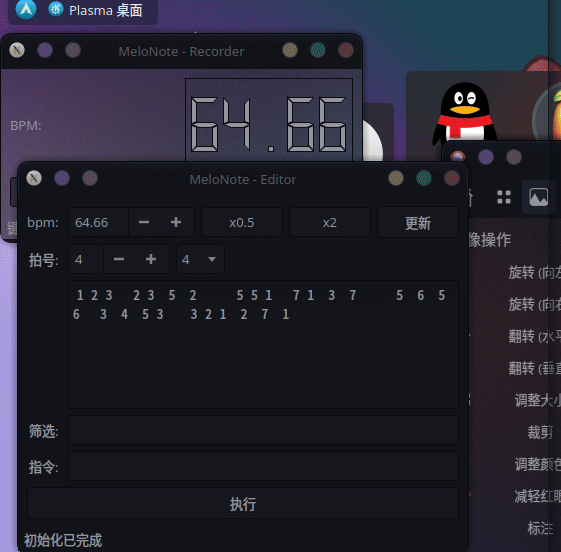 Plasma 桌面
MeloNote - Recorder
BPM:
64.66
MeloNote - Editor
bpm: 64.66 − + x0.5 x2 更新
拍号: 4 − + 4
1 2 3   2 3  5  2      5 5 1   7 1  3  7      5  6  5
6   3  4  5 3    3 2 1  2  7  1
筛选:
指令:
执行
初始化已完成
键
像操作
旋转 (向左
旋转 (向右
翻转 (水平
翻转 (垂直
调整大小
裁剪
调整颜色
减轻红眼
标注